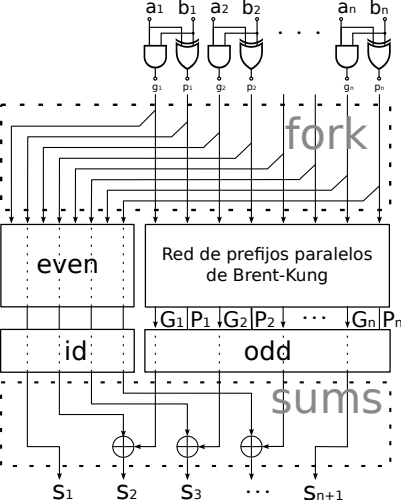 a₁ b₁ a₂ b₂ . . . aₙ bₙ
g₁ p₁ g₂ p₂ gₙ pₙ
fork
even
Red de prefijos paralelos
de Brent-Kung
G₁ P₁ G₂ P₂ ... Gₙ Pₙ
id
odd
sums
s₁ s₂ s₃ ... sₙ₊₁